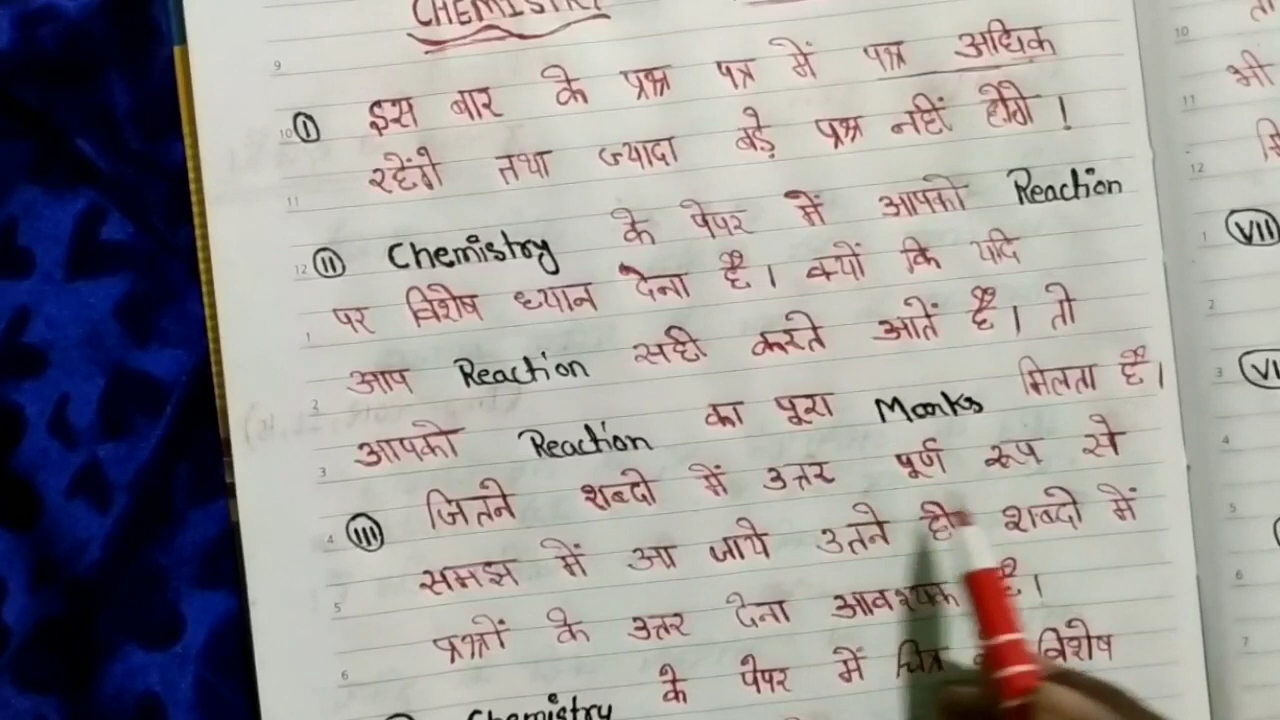 CHEMISTRY
I इस बार के प्रश्न पत्र में प्रश्न अधिक
रहेंगे तथा ज्यादा बड़े प्रश्न नहीं होंगे !
II Chemistry के पेपर में आपको Reaction
पर विशेष ध्यान देना है। क्यों कि यदि
आप Reaction सही करते आतें है। तो
आपको Reaction का पूरा Marks मिलता है।
III जितने शब्दो में उत्तर पूर्ण रूप से
समझ में आ जाये उतने ही शब्दो में
प्रश्नों के उत्तर देना आवश्यक है।
Chemistry के पेपर में चित्र विशेष
VII